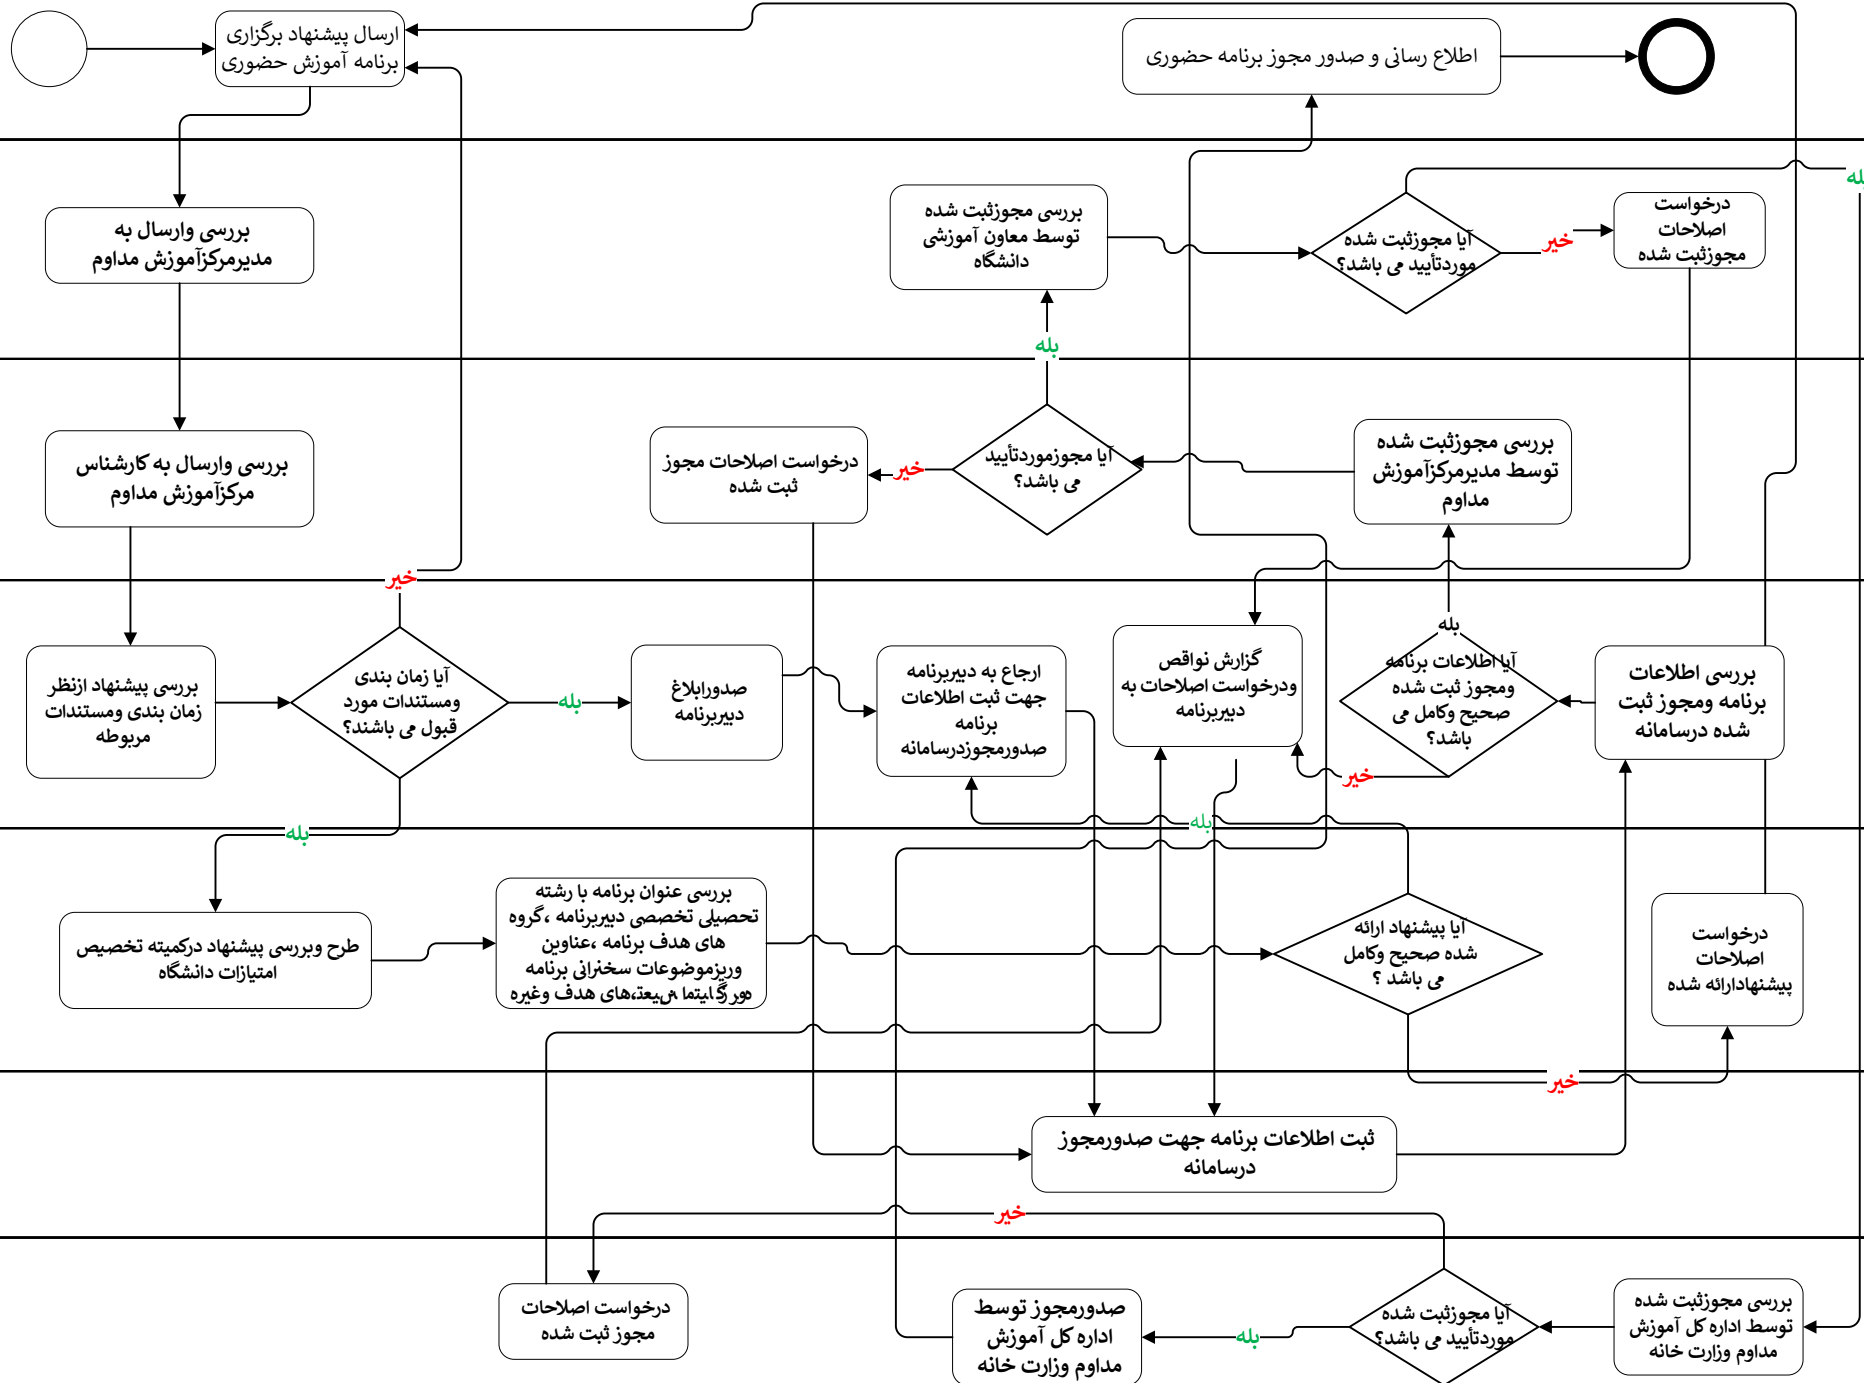 ارسال پیشنهاد برگزاری
برنامه آموزش حضوری
اطلاع رسانی و صدور مجوز برنامه حضوری
بررسی وارسال به
مدیرمرکزآموزش مداوم
بررسی مجوزثبت شده
توسط معاون آموزشی
دانشگاه
آیا مجوزثبت شده
موردتأیید می باشد؟
بله
خیر
درخواست
اصلاحات
مجوزثبت شده
بله
بررسی وارسال به کارشناس
مرکزآموزش مداوم
درخواست اصلاحات مجوز
ثبت شده
خیر
آیا مجوزموردتأیید
می باشد؟
بررسی مجوزثبت شده
توسط مدیرمرکزآموزش
مداوم
خیر
بررسی پیشنهاد ازنظر
زمان بندی ومستندات
مربوطه
آیا زمان بندی
ومستندات مورد
قبول می باشند؟
بله
صدورابلاغ
دبیربرنامه
ارجاع به دبیربرنامه
جهت ثبت اطلاعات
برنامه
صدورمجوزدرسامانه
گزارش نواقص
ودرخواست اصلاحات به
دبیربرنامه
بله
آیا اطلاعات برنامه
ومجوز ثبت شده
صحیح وکامل می
باشد؟
خیر
بررسی اطلاعات
برنامه ومجوز ثبت
شده درسامانه
بله
بله
طرح وبررسی پیشنهاد درکمیته تخصیص
امتیازات دانشگاه
بررسی عنوان برنامه با رشته
تحصیلی تخصصی دبیربرنامه ،گروه
های هدف برنامه ،عناوین
وریزموضوعات سخنرانی برنامه
های هدف وغیره
آیا پیشنهاد ارائه
شده صحیح وکامل
می باشد ؟
درخواست
اصلاحات
پیشنهادارائه شده
خیر
ثبت اطلاعات برنامه جهت صدورمجوز
درسامانه
خیر
درخواست اصلاحات
مجوز ثبت شده
صدورمجوز توسط
اداره کل آموزش
مداوم وزارت خانه
بله
آیا مجوزثبت شده
موردتأیید می باشد؟
بررسی مجوزثبت شده
توسط اداره کل آموزش
مداوم وزارت خانه